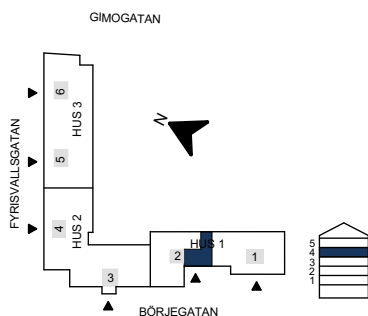 GIMOGATAN
N
6
HUS 3
FYRISVALLSGATAN
5
4
HUS 2
HUS 1
2
1
3
5
4
3
2
1
BÖRJEGATAN